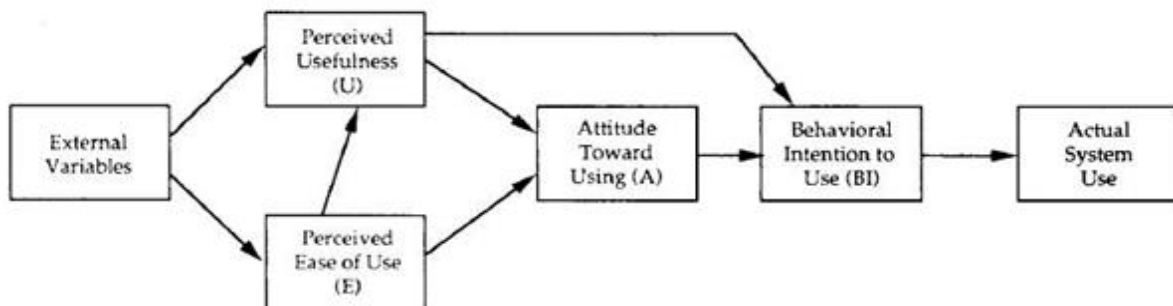 Perceived
Usefulness
(U)
External
Variables
Perceived
Ease of Use
(E)
Attitude
Toward
Using (A)
Behavioral
Intention to
Use (BI)
Actual
System
Use